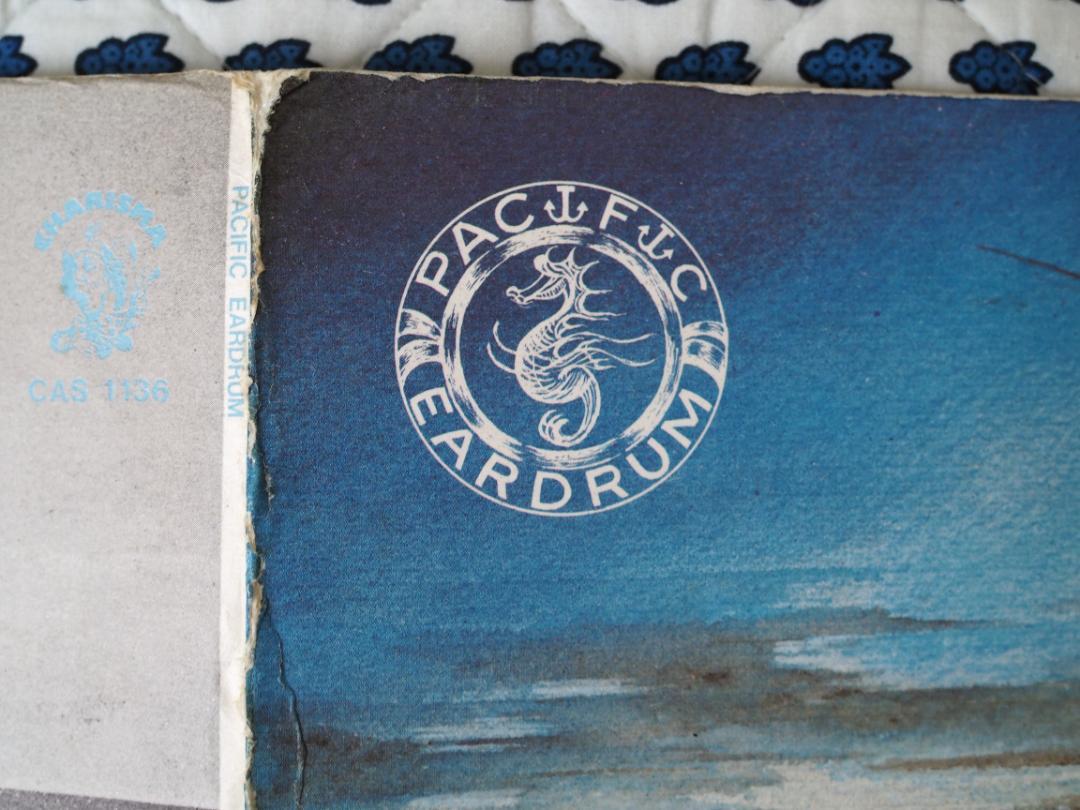 CHARISMA
CAS 1136
PACIFIC EARDRUM
PACIFIC
EARDRUM